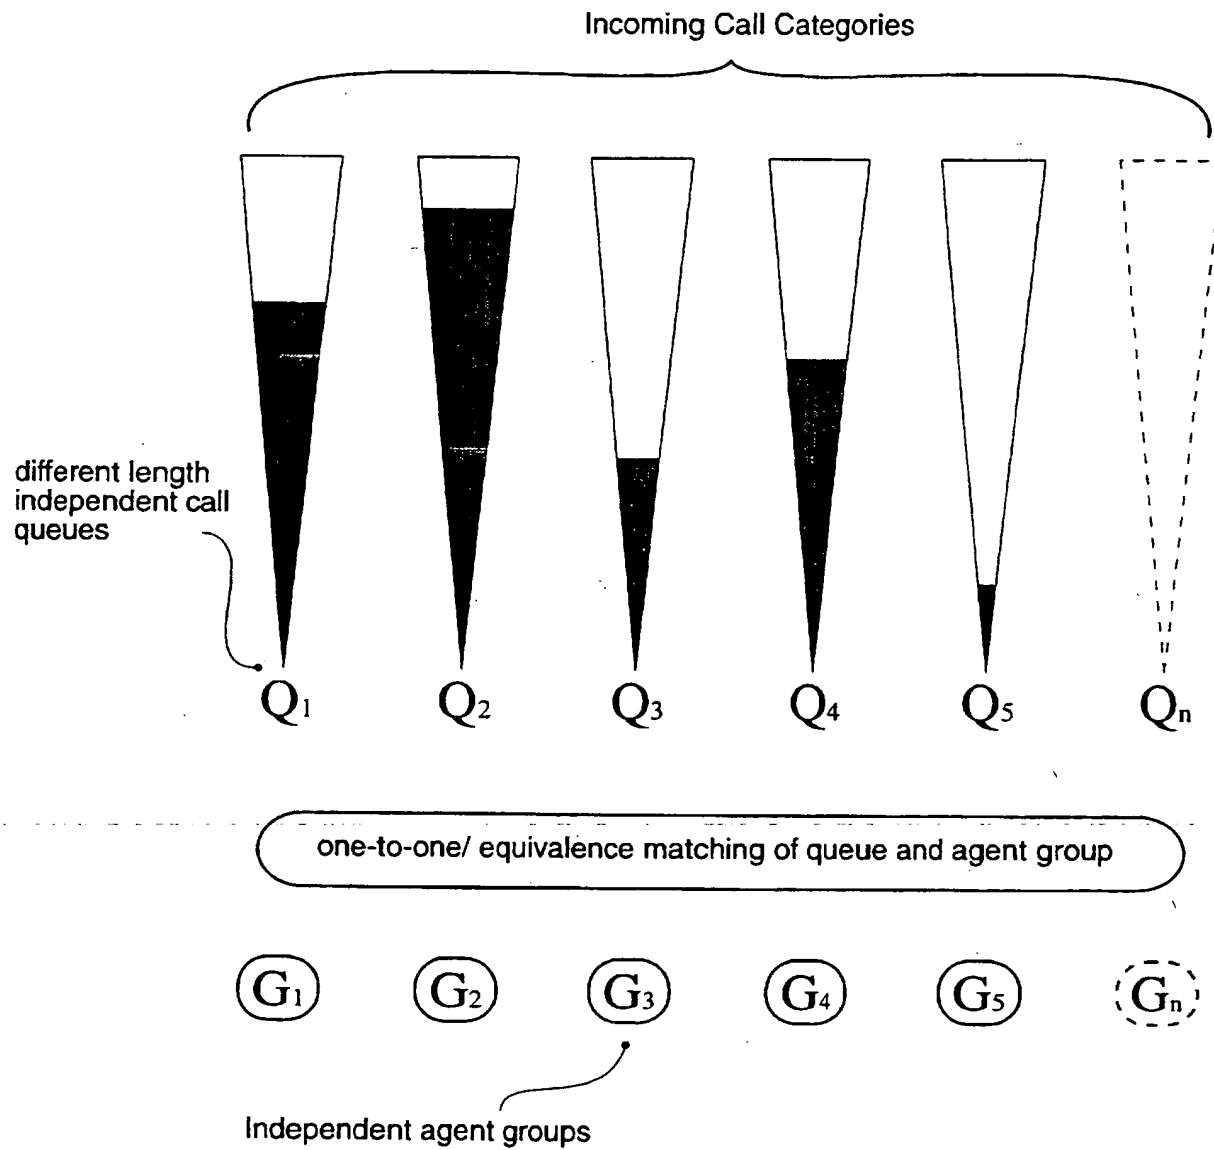 Incoming Call Categories
different length
independent call
queues
Q1 Q2 Q3 Q4 Q5 Qn
one-to-one/ equivalence matching of queue and agent group
G1 G2 G3 G4 G5 Gn
Independent agent groups